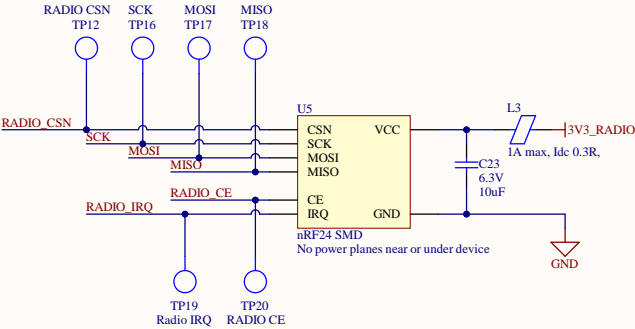 RADIO CSN SCK MOSI MISO
TP12 TP16 TP17 TP18
U5
L3
RADIO_CSN CSN VCC 3V3_RADIO
SCK SCK
MOSI MOSI 1A max, Idc 0.3R,
MISO MISO C23
6.3V
10uF
RADIO_CE CE
RADIO_IRQ IRQ GND
nRF24 SMD
No power planes near or under device
GND
TP19 TP20
Radio IRQ RADIO CE